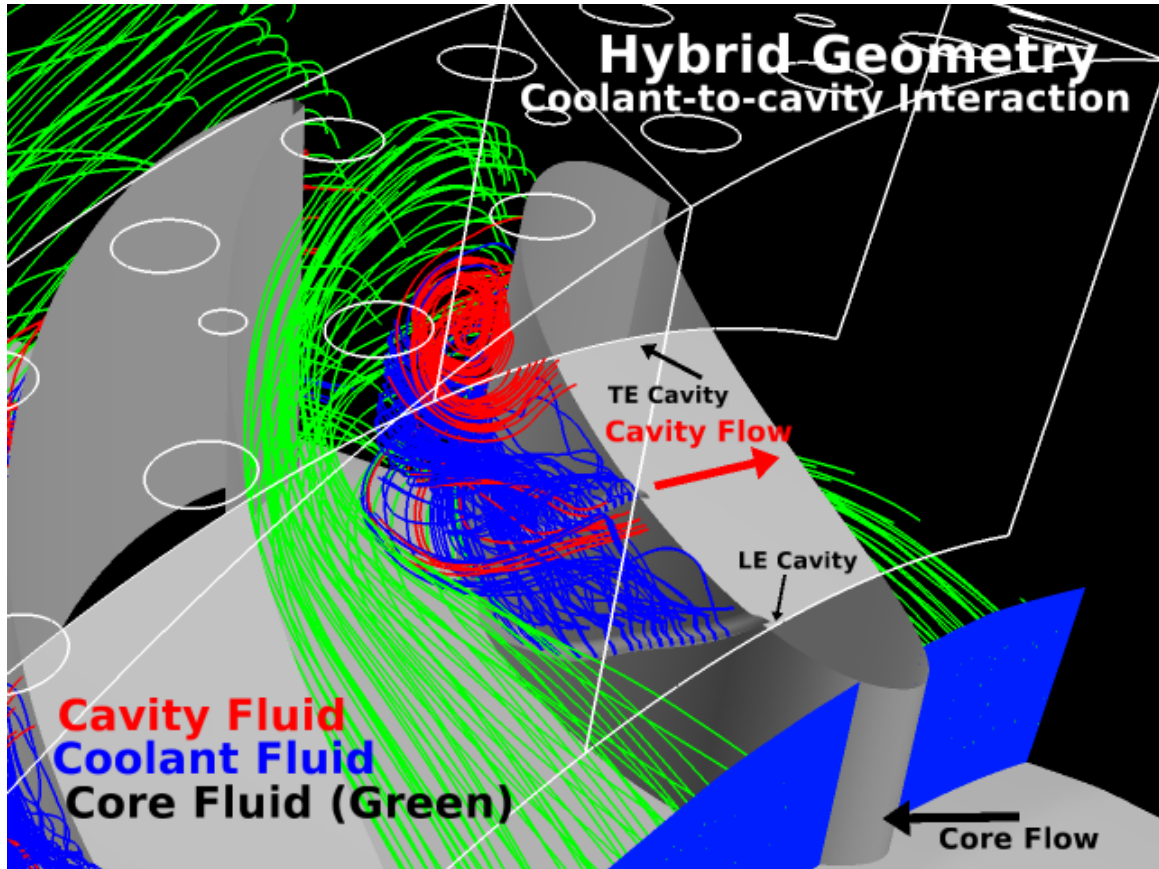 Hybrid Geometry
Coolant-to-cavity Interaction
TE Cavity
Cavity Flow
LE Cavity
Cavity Fluid
Coolant Fluid
Core Fluid (Green)
Core Flow